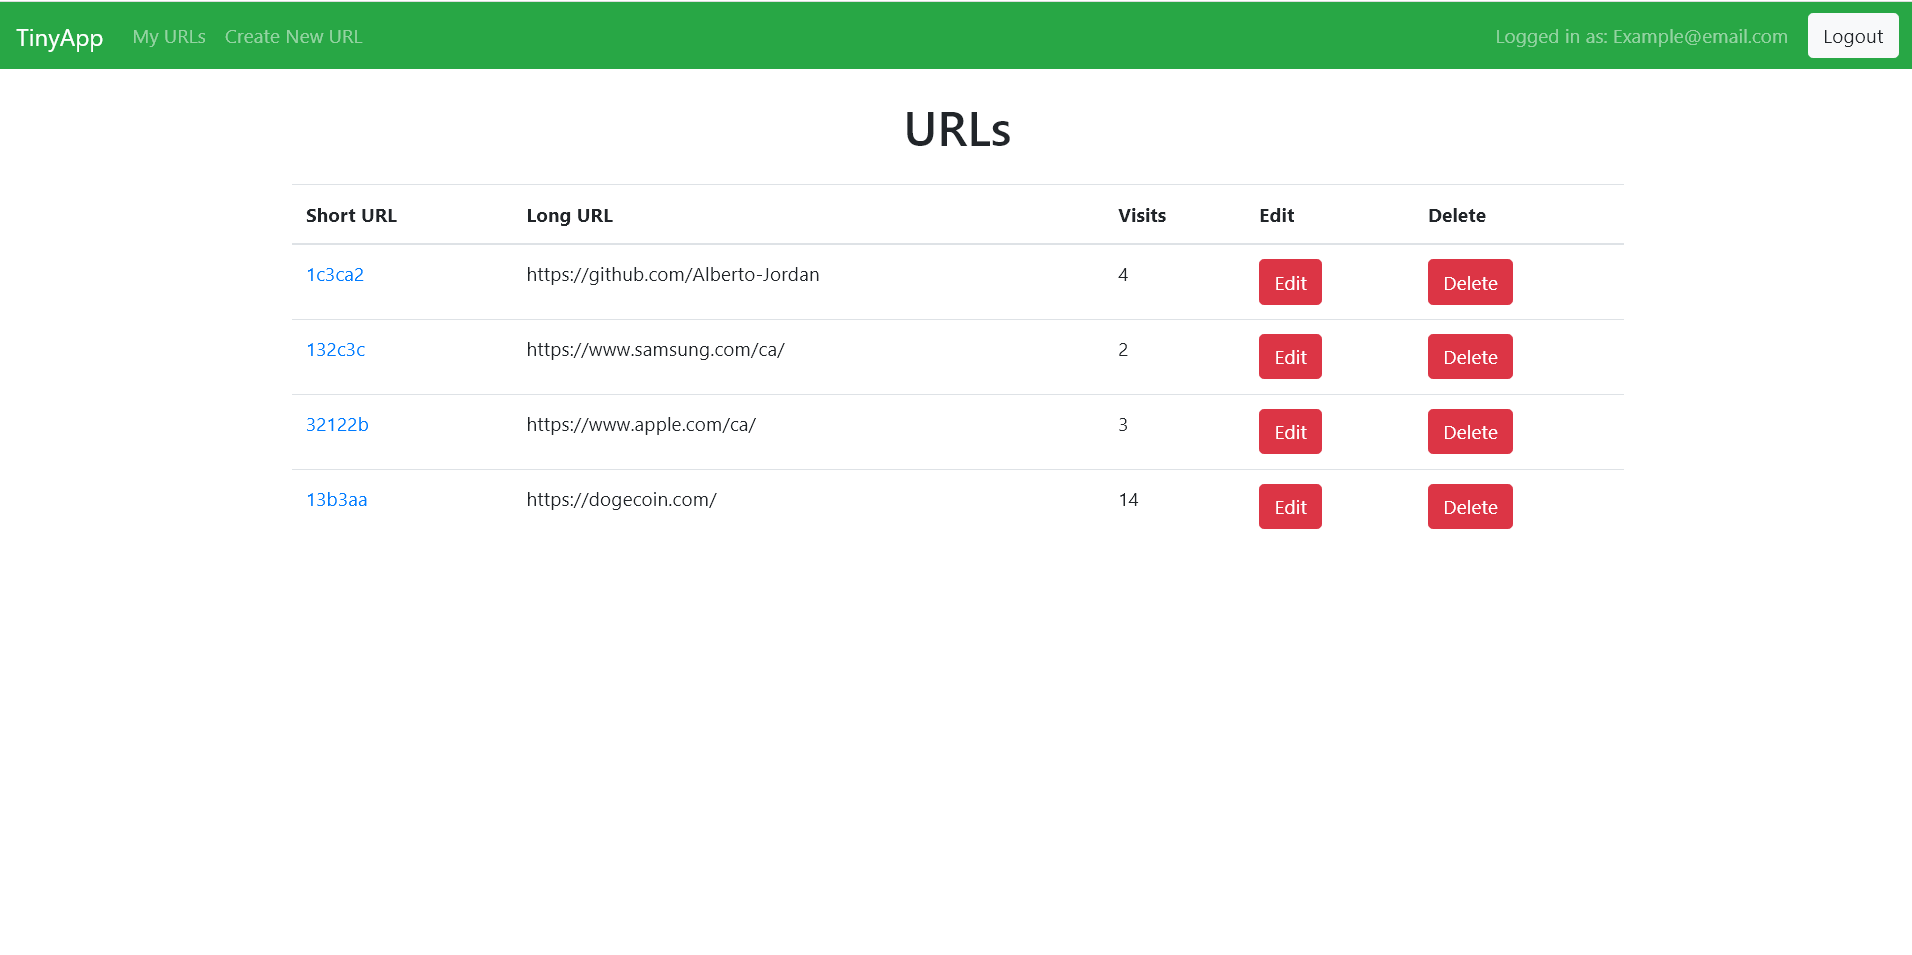 TinyApp My URLs Create New URL Logged in as: Example@email.com Logout
URLs
Short URL Long URL Visits Edit Delete
1c3ca2 https://github.com/Alberto-Jordan 4 Edit Delete
132c3c https://www.samsung.com/ca/ 2 Edit Delete
32122b https://www.apple.com/ca/ 3 Edit Delete
13b3aa https://dogecoin.com/ 14 Edit Delete